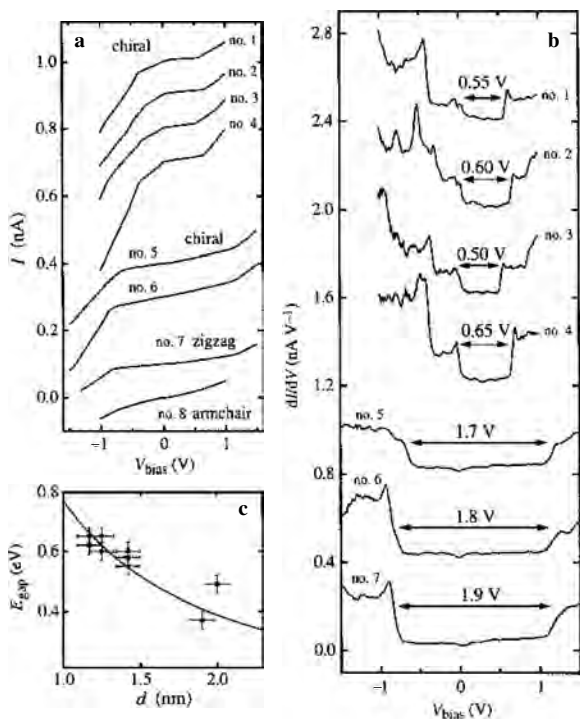 a
chiral
no. 1
no. 2
no. 3
no. 4
chiral
no. 5
no. 6
no. 7 zigzag
no. 8 armchair
1.0
0.8
0.6
0.4
0.2
0.0
I (nA)
−1 0 1
V_bias (V)
b
2.8
2.4
2.0
1.6
1.2
0.8
0.4
0.0
dI/dV (nA V⁻¹)
0.55 V
no. 1
0.60 V
no. 2
0.50 V
no. 3
0.65 V
no. 4
no. 5
1.7 V
no. 6
1.8 V
no. 7
1.9 V
−1 0 1
V_bias (V)
c
0.8
0.6
0.4
E_gap (eV)
1.0 1.5 2.0
d (nm)